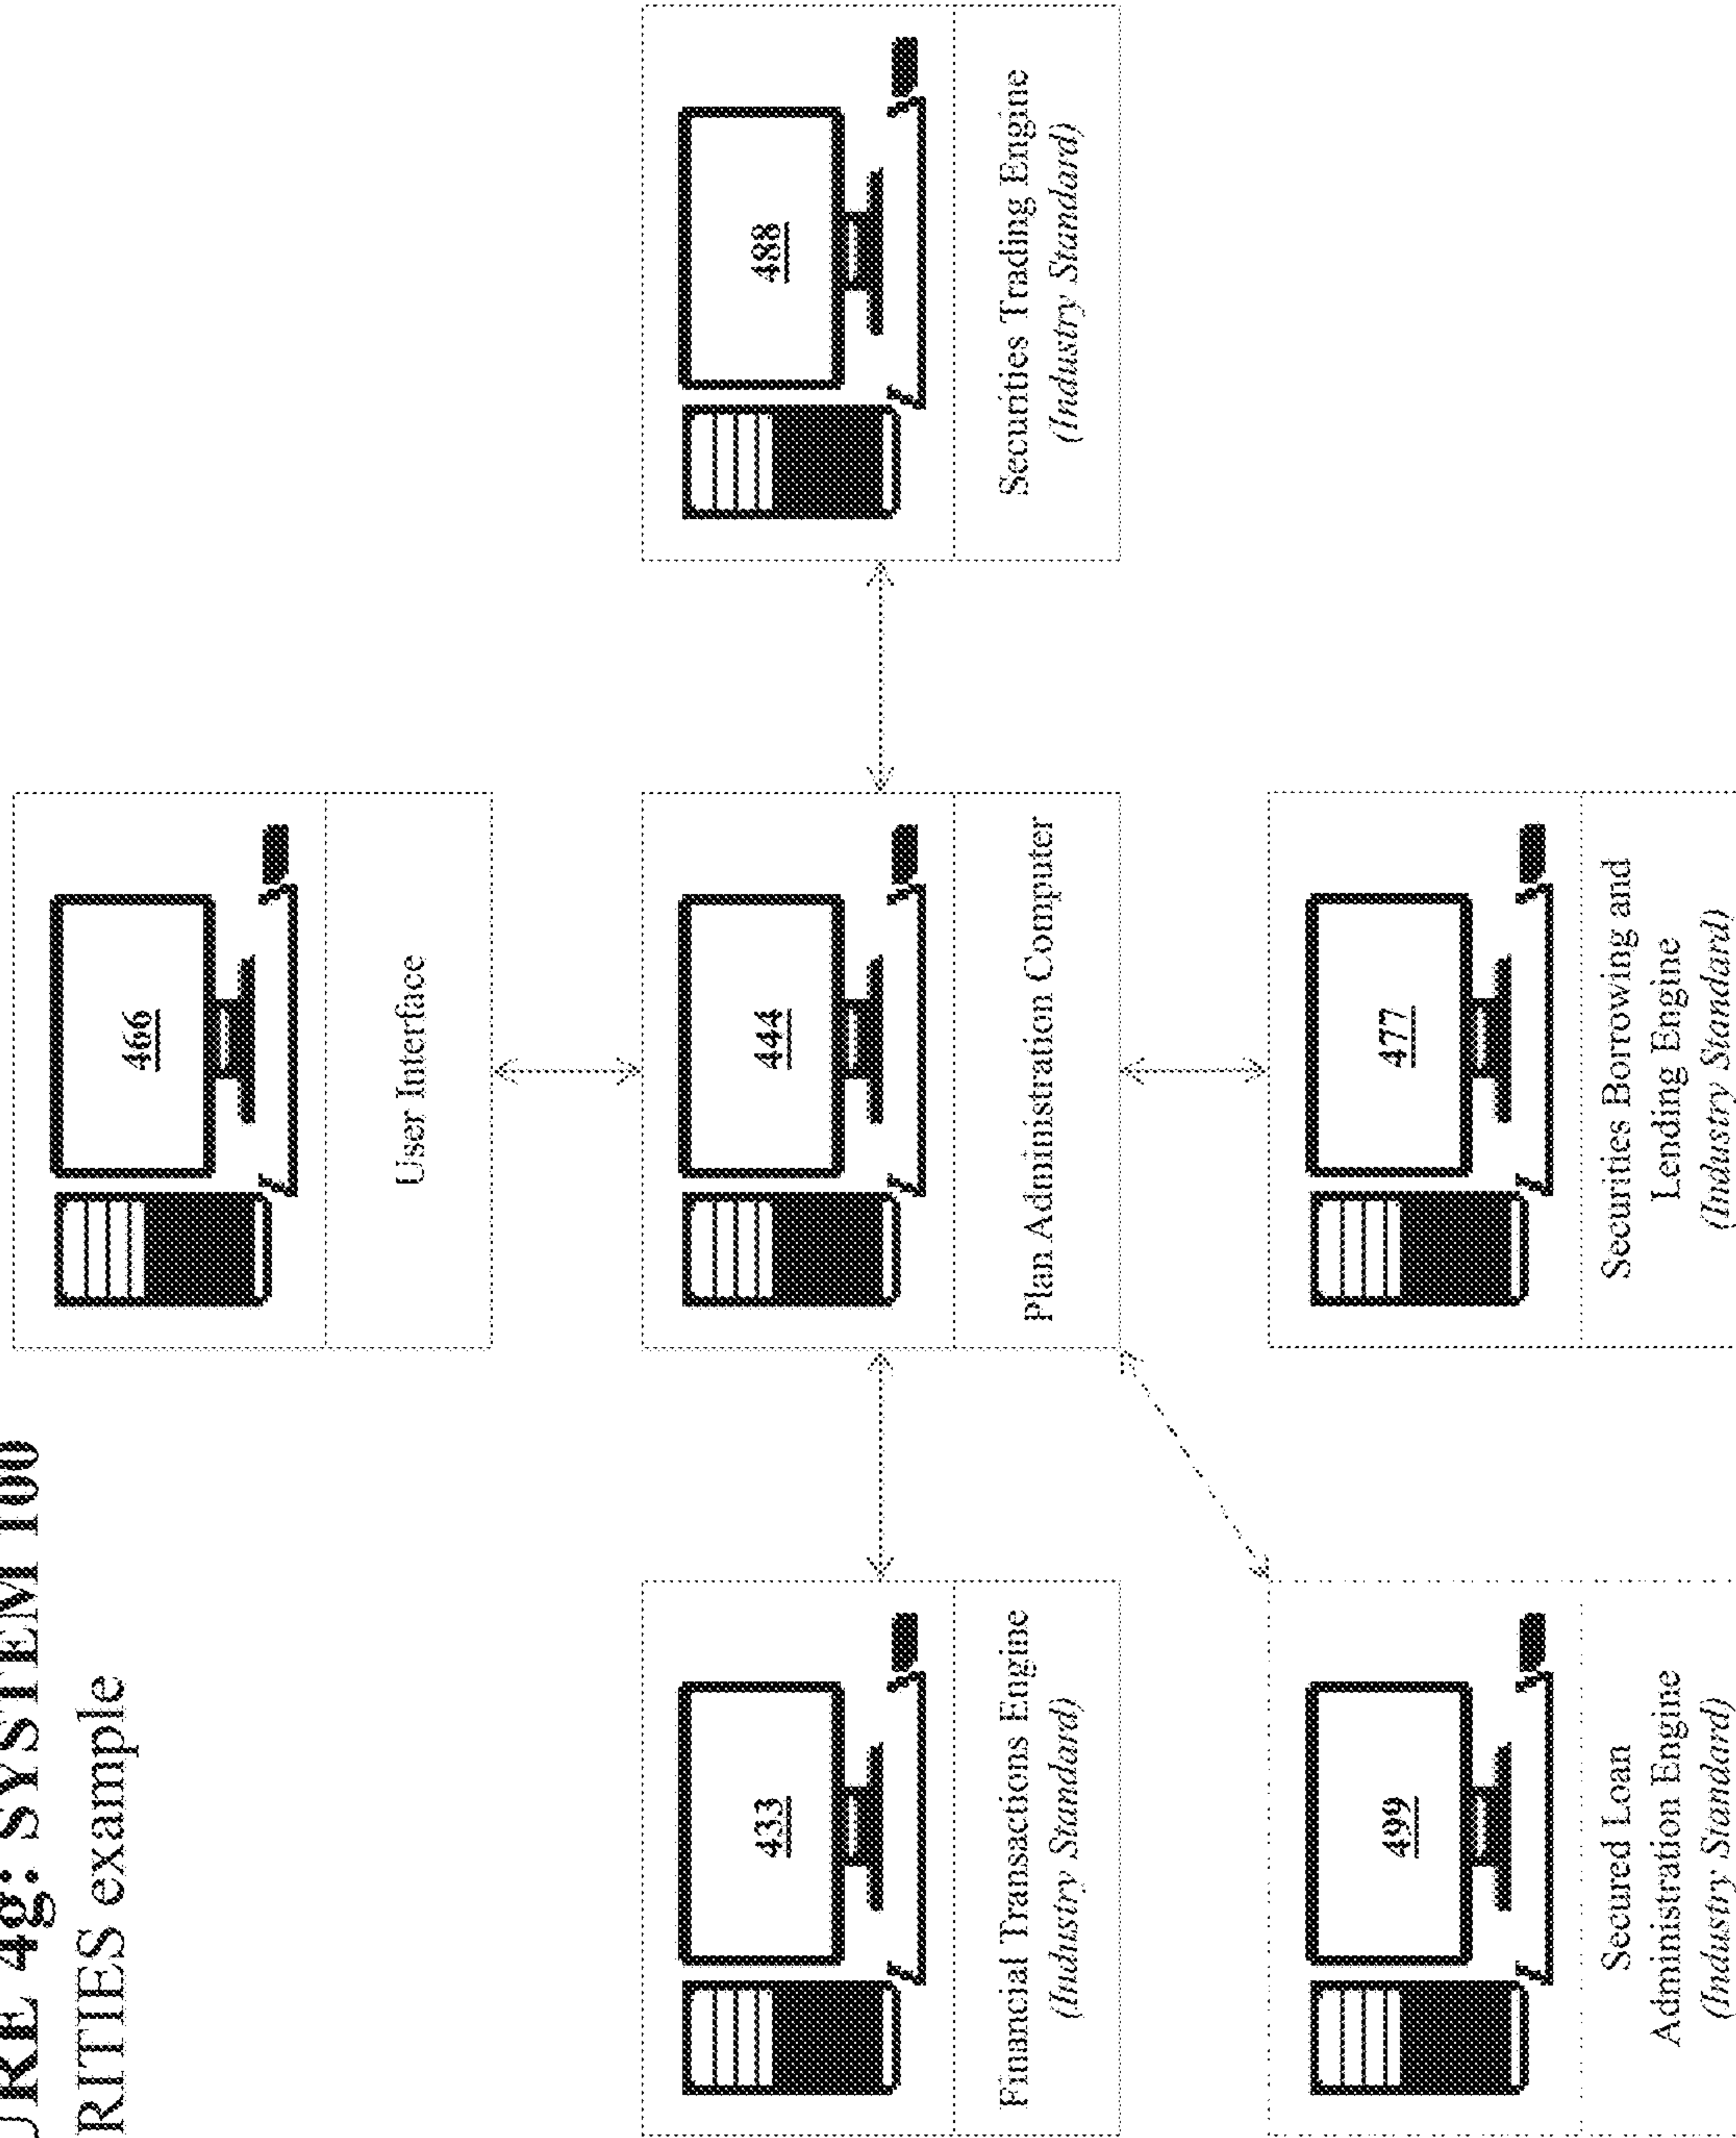 URE 4g: SYSTEM 100
RITIES example
466
User Interface
433
Financial Transactions Engine
(Industry Standard)
444
Plan Administration Computer
488
Securities Trading Engine
(Industry Standard)
499
Secured Loan
Administration Engine
(Industry Standard)
477
Securities Borrowing and
Lending Engine
(Industry Standard)